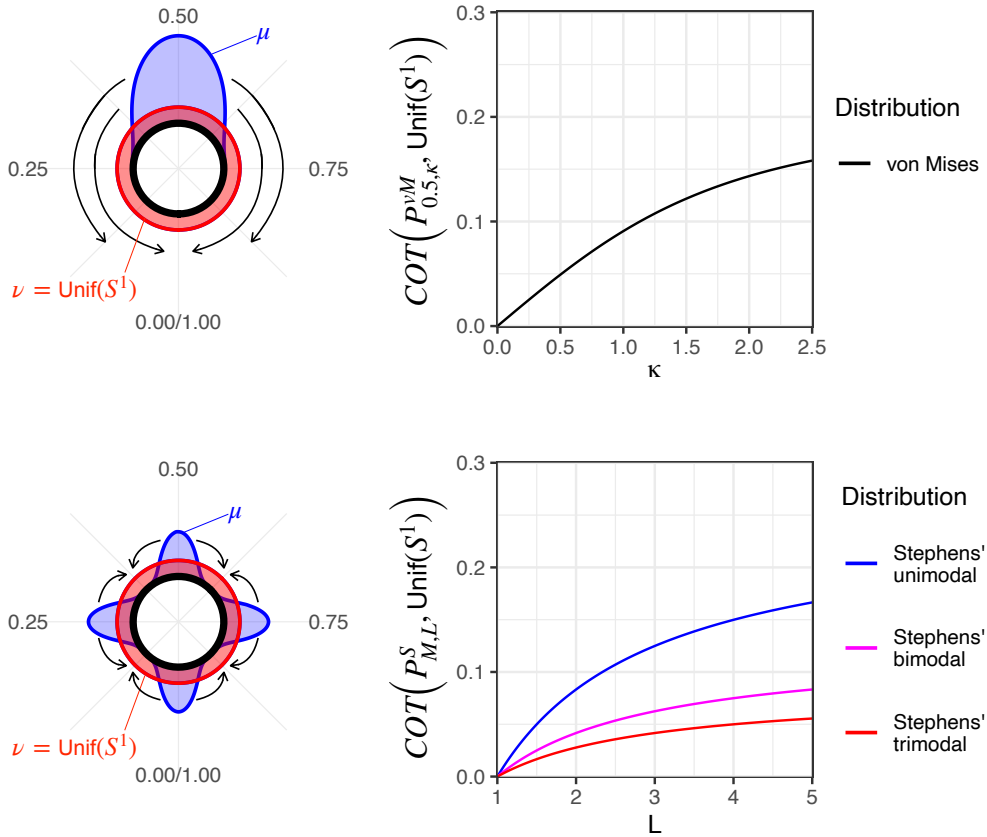 0.50
μ
0.25
0.75
ν = Unif(S¹)
0.00/1.00
COT(P^{vM}_{0.5,κ}, Unif(S¹))
0.3
0.2
0.1
0.0
0.0 0.5 1.0 1.5 2.0 2.5
κ
Distribution
von Mises
0.50
μ
0.25
0.75
ν = Unif(S¹)
0.00/1.00
COT(P^{S}_{M,L}, Unif(S¹))
0.3
0.2
0.1
0.0
1 2 3 4 5
L
Distribution
Stephens'
unimodal
Stephens'
bimodal
Stephens'
trimodal